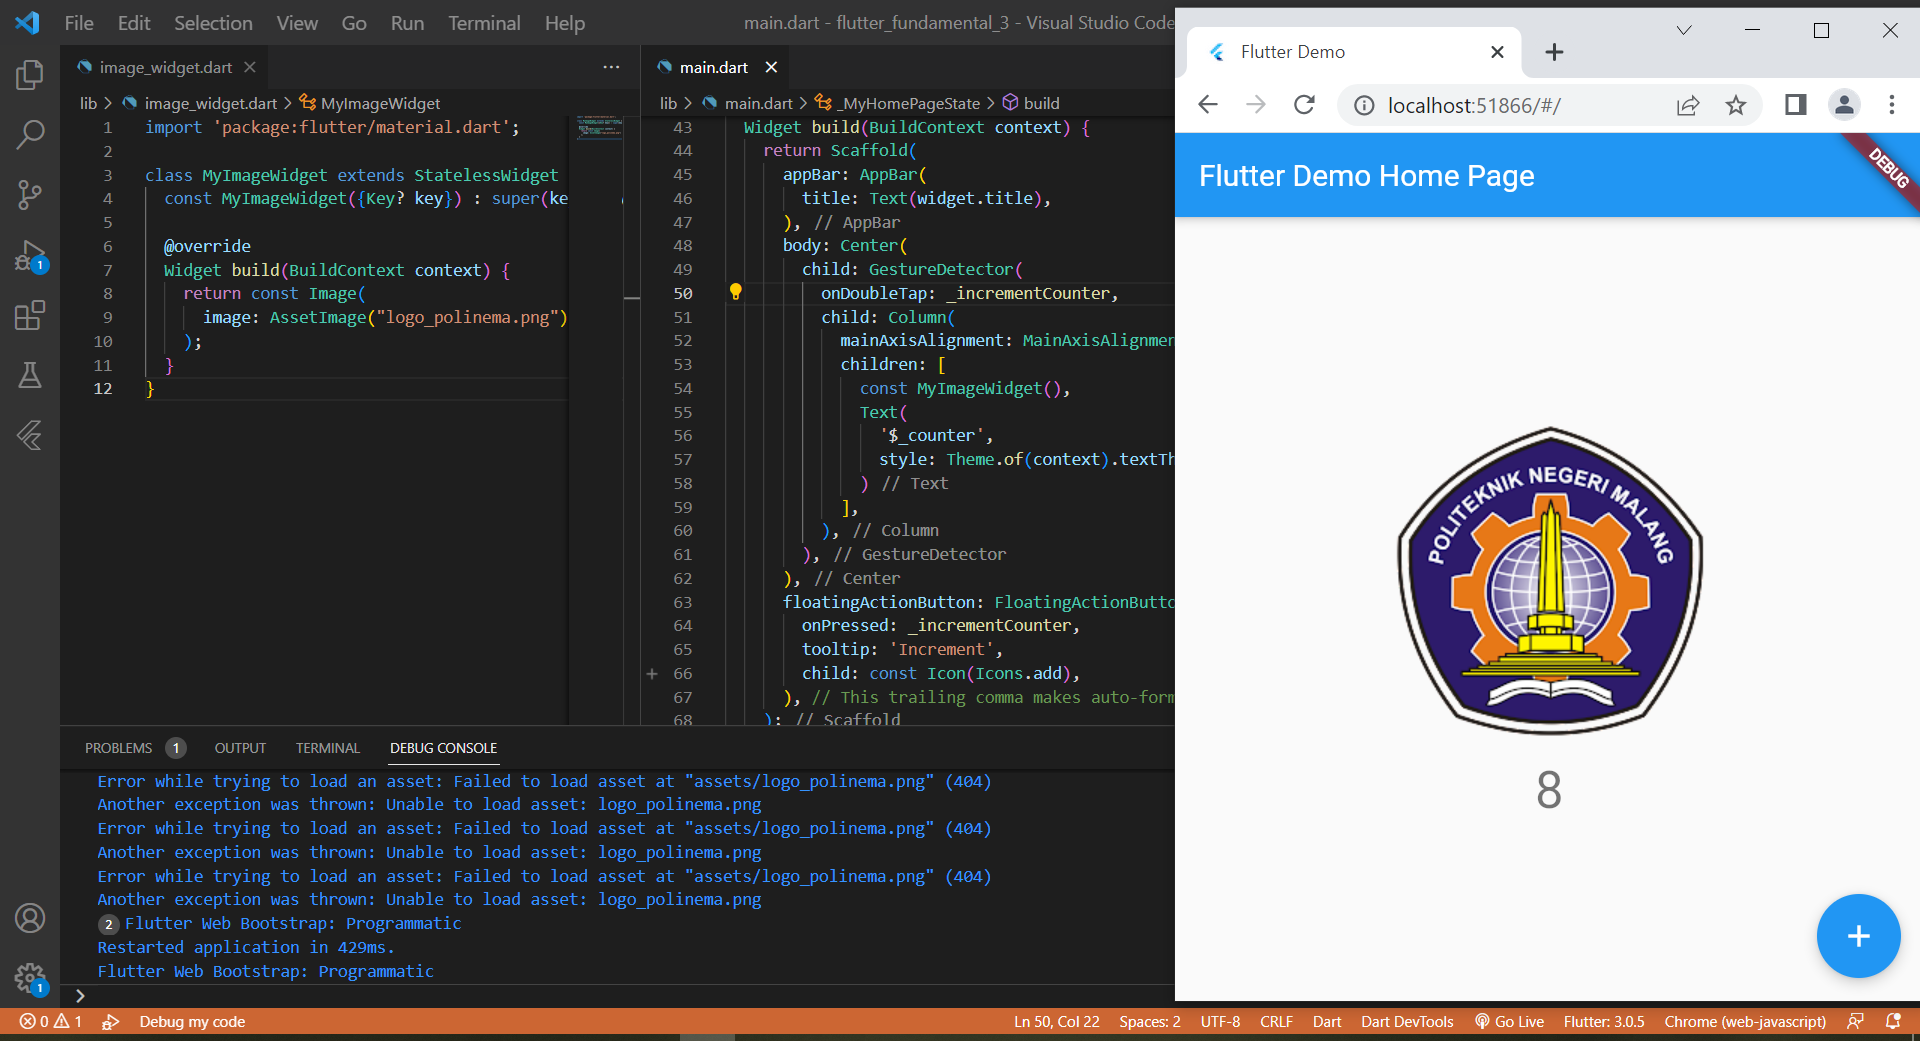 File Edit Selection View Go Run Terminal Help
main.dart - flutter_fundamental_3 - Visual Studio Code
image_widget.dart
lib > image_widget.dart > MyImageWidget
1 import 'package:flutter/material.dart';
2
3 class MyImageWidget extends StatelessWidget
4 const MyImageWidget({Key? key}) : super(ke
5
6 @override
7 Widget build(BuildContext context) {
8 return const Image(
9 image: AssetImage("logo_polinema.png")
10 );
11 }
12 }
main.dart
lib > main.dart > _MyHomePageState > build
43 Widget build(BuildContext context) {
44 return Scaffold(
45 appBar: AppBar(
46 title: Text(widget.title),
47 ), // AppBar
48 body: Center(
49 child: GestureDetector(
50 onDoubleTap: _incrementCounter,
51 child: Column(
52 mainAxisAlignment: MainAxisAlignmen
53 children: [
54 const MyImageWidget(),
55 Text(
56 '$_counter',
57 style: Theme.of(context).textTh
58 ) // Text
59 ],
60 ), // Column
61 ), // GestureDetector
62 ), // Center
63 floatingActionButton: FloatingActionButto
64 onPressed: _incrementCounter,
65 tooltip: 'Increment',
66 child: const Icon(Icons.add),
67 ), // This trailing comma makes auto-form
68 ); // Scaffold
PROBLEMS 1 OUTPUT TERMINAL DEBUG CONSOLE
Error while trying to load an asset: Failed to load asset at "assets/logo_polinema.png" (404)
Another exception was thrown: Unable to load asset: logo_polinema.png
Error while trying to load an asset: Failed to load asset at "assets/logo_polinema.png" (404)
Another exception was thrown: Unable to load asset: logo_polinema.png
Error while trying to load an asset: Failed to load asset at "assets/logo_polinema.png" (404)
Another exception was thrown: Unable to load asset: logo_polinema.png
2 Flutter Web Bootstrap: Programmatic
Restarted application in 429ms.
Flutter Web Bootstrap: Programmatic
1
1
0 1 Debug my code
Ln 50, Col 22 Spaces: 2 UTF-8 CRLF Dart Dart DevTools Go Live Flutter: 3.0.5 Chrome (web-javascript)
Flutter Demo
localhost:51866/#/
Flutter Demo Home Page
DEBUG
POLITEKNIK NEGERI MALANG
8